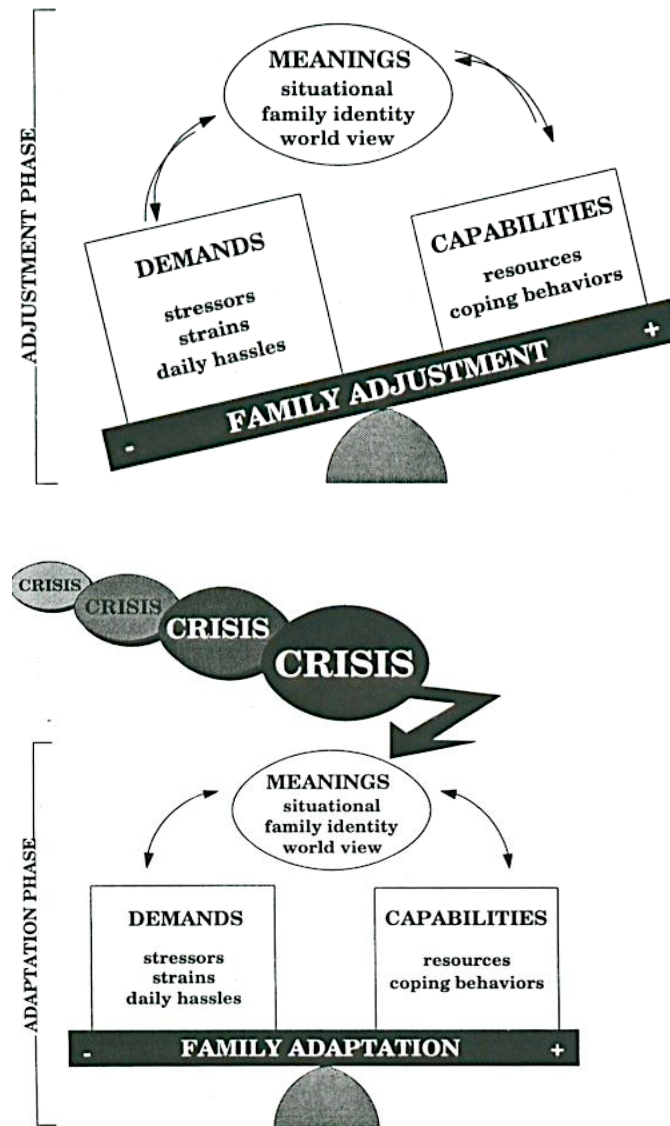 ADJUSTMENT PHASE
MEANINGS
situational
family identity
world view
DEMANDS
stressors
strains
daily hassles
CAPABILITIES
resources
coping behaviors
- FAMILY ADJUSTMENT +
CRISIS
CRISIS
CRISIS
CRISIS
ADAPTATION PHASE
MEANINGS
situational
family identity
world view
DEMANDS
stressors
strains
daily hassles
CAPABILITIES
resources
coping behaviors
- FAMILY ADAPTATION +